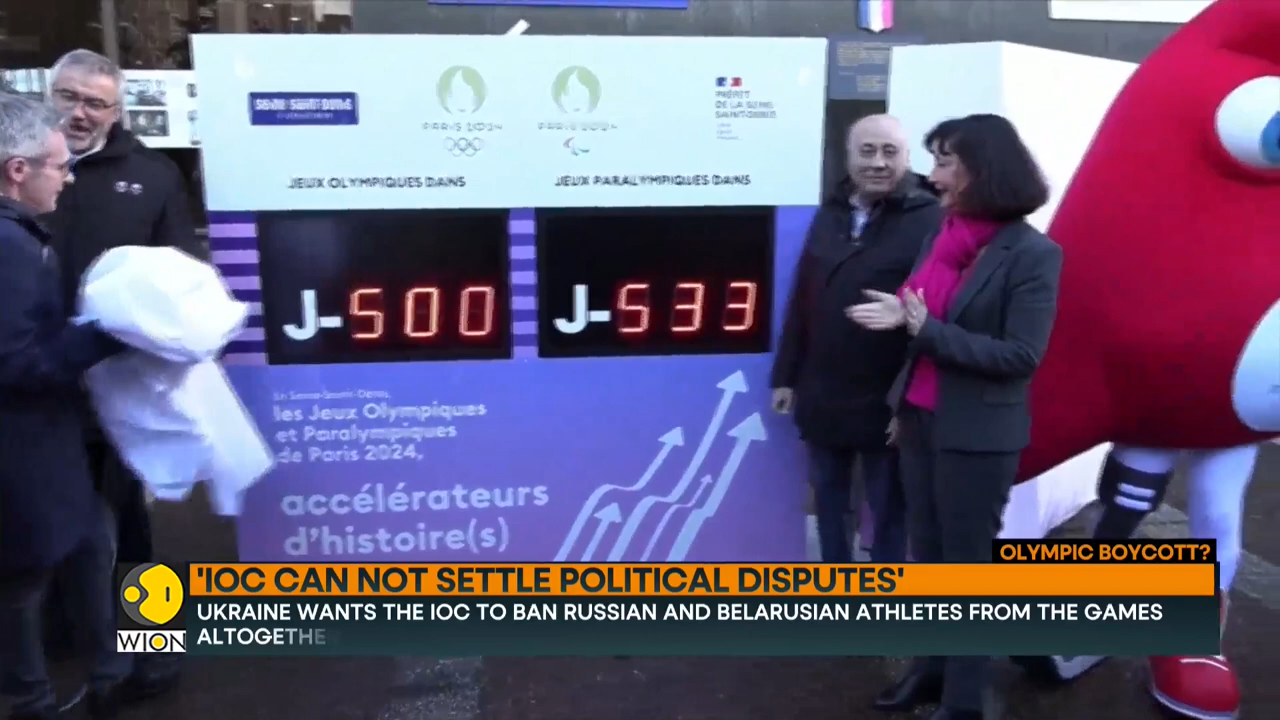 SEINE-SAINT-DENIS
PARIS 2024
PARIS 2024
PRÉFET
DE LA SEINE
SAINT-DENIS
JEUX OLYMPIQUES DANS
JEUX PARALYMPIQUES DANS
J-500
J-533
En Seine-Saint-Denis,
les Jeux Olympiques
et Paralympiques
de Paris 2024,
accélérateurs
d'histoire(s)
OLYMPIC BOYCOTT?
'IOC CAN NOT SETTLE POLITICAL DISPUTES'
UKRAINE WANTS THE IOC TO BAN RUSSIAN AND BELARUSIAN ATHLETES FROM THE GAMES
ALTOGETHE
WION